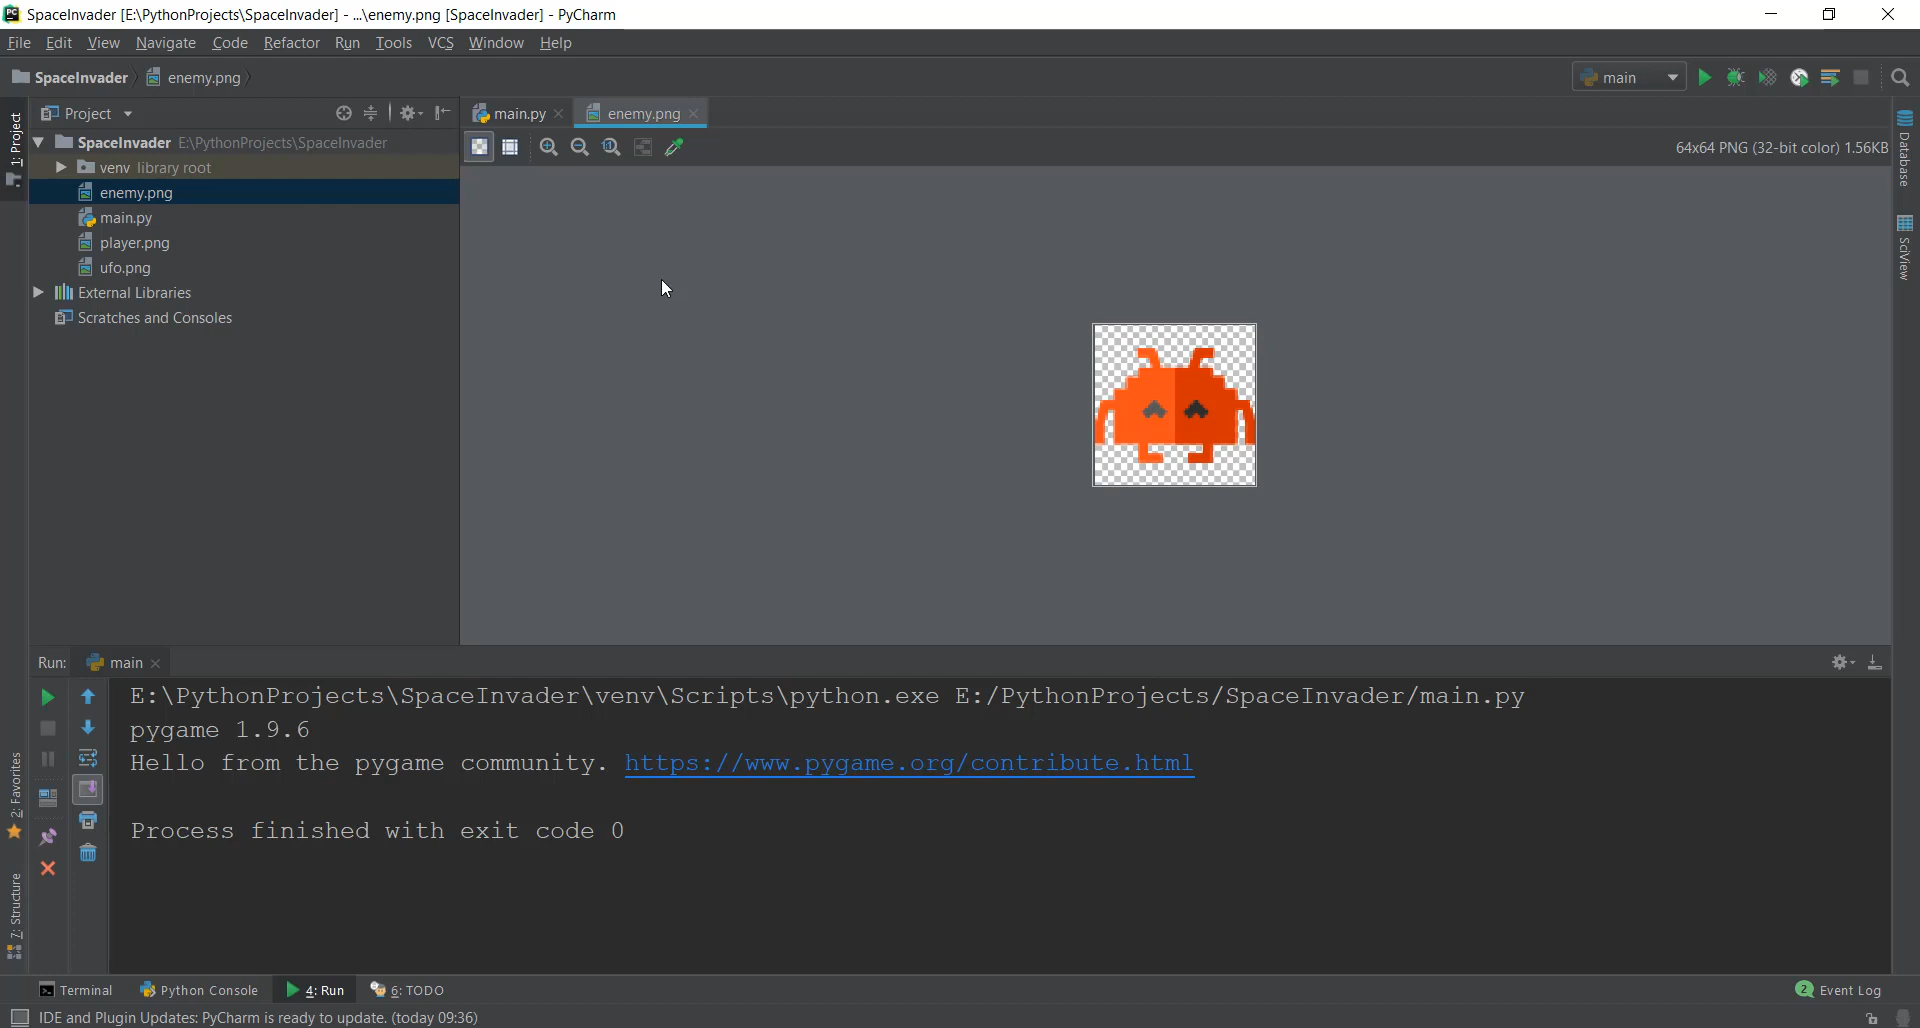 SpaceInvader [E:\PythonProjects\SpaceInvader] - ...\enemy.png [SpaceInvader] - PyCharm
File Edit View Navigate Code Refactor Run Tools VCS Window Help
SpaceInvader enemy.png
main
Project
main.py
enemy.png
64x64 PNG (32-bit color) 1.56KB
SpaceInvader E:\PythonProjects\SpaceInvader
venv library root
enemy.png
main.py
player.png
ufo.png
External Libraries
Scratches and Consoles
1: Project
2: Favorites
7: Structure
Database
SciView
Run: main
E:\PythonProjects\SpaceInvader\venv\Scripts\python.exe E:/PythonProjects/SpaceInvader/main.py
pygame 1.9.6
Hello from the pygame community. https://www.pygame.org/contribute.html
Process finished with exit code 0
Terminal Python Console 4: Run 6: TODO
2 Event Log
IDE and Plugin Updates: PyCharm is ready to update. (today 09:36)